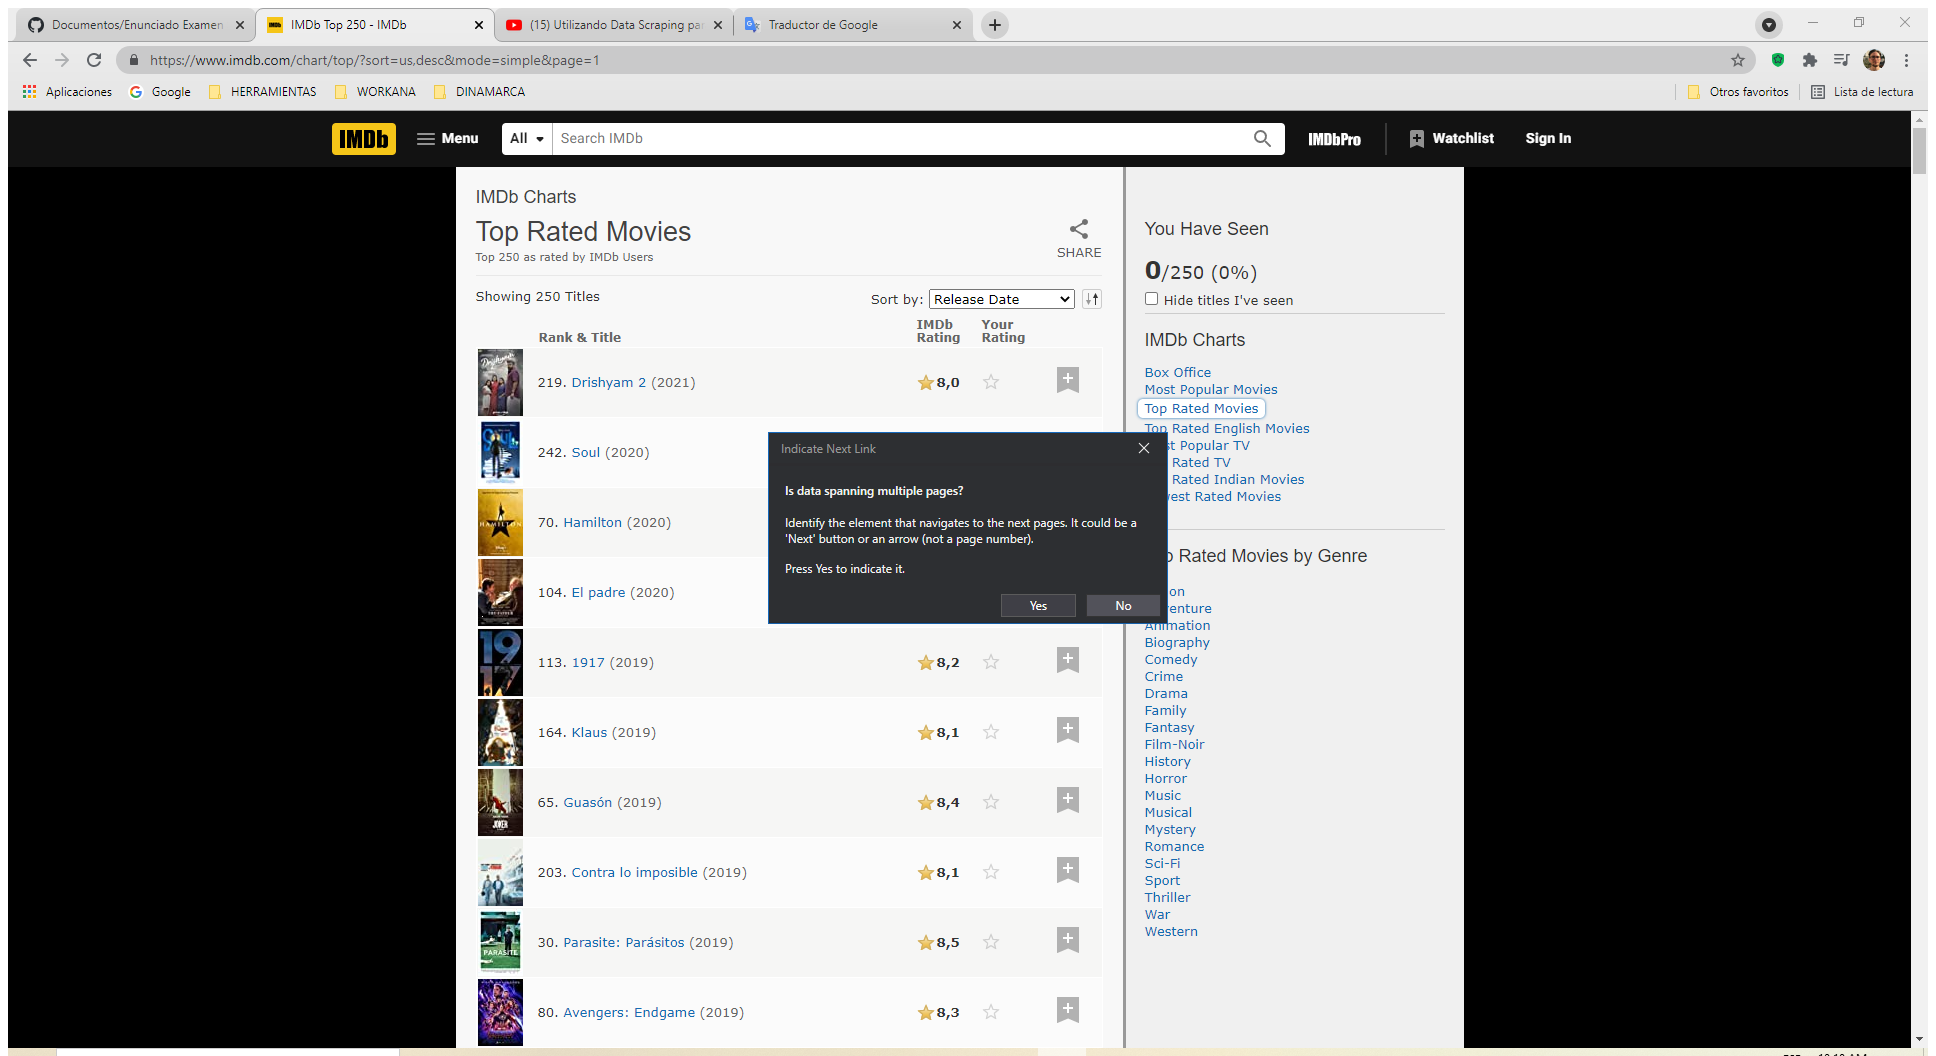 Documentos/Enunciado Examen
IMDb Top 250 - IMDb
(15) Utilizando Data Scraping pa
Traductor de Google
https://www.imdb.com/chart/top/?sort=us,desc&mode=simple&page=1
Aplicaciones
Google
HERRAMIENTAS
WORKANA
DINAMARCA
Otros favoritos
Lista de lectura
IMDb
Menu
All
Search IMDb
IMDbPro
Watchlist
Sign In
IMDb Charts
Top Rated Movies
Top 250 as rated by IMDb Users
SHARE
Showing 250 Titles
Sort by: Release Date
Rank & Title
IMDb Rating
Your Rating
219. Drishyam 2 (2021)
8,0
242. Soul (2020)
70. Hamilton (2020)
104. El padre (2020)
113. 1917 (2019)
8,2
164. Klaus (2019)
8,1
65. Guasón (2019)
8,4
203. Contra lo imposible (2019)
8,1
30. Parasite: Parásitos (2019)
8,5
80. Avengers: Endgame (2019)
8,3
Indicate Next Link
Is data spanning multiple pages?
Identify the element that navigates to the next pages. It could be a
'Next' button or an arrow (not a page number).
Press Yes to indicate it.
Yes
No
You Have Seen
0/250 (0%)
Hide titles I've seen
IMDb Charts
Box Office
Most Popular Movies
Top Rated Movies
Top Rated English Movies
st Popular TV
Rated TV
Rated Indian Movies
est Rated Movies
Rated Movies by Genre
on
enture
Animation
Biography
Comedy
Crime
Drama
Family
Fantasy
Film-Noir
History
Horror
Music
Musical
Mystery
Romance
Sci-Fi
Sport
Thriller
War
Western